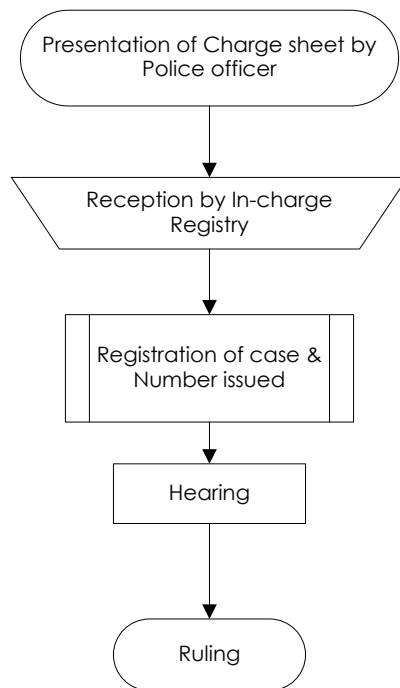 Presentation of Charge sheet by
Police officer
Reception by In-charge
Registry
Registration of case &
Number issued
Hearing
Ruling